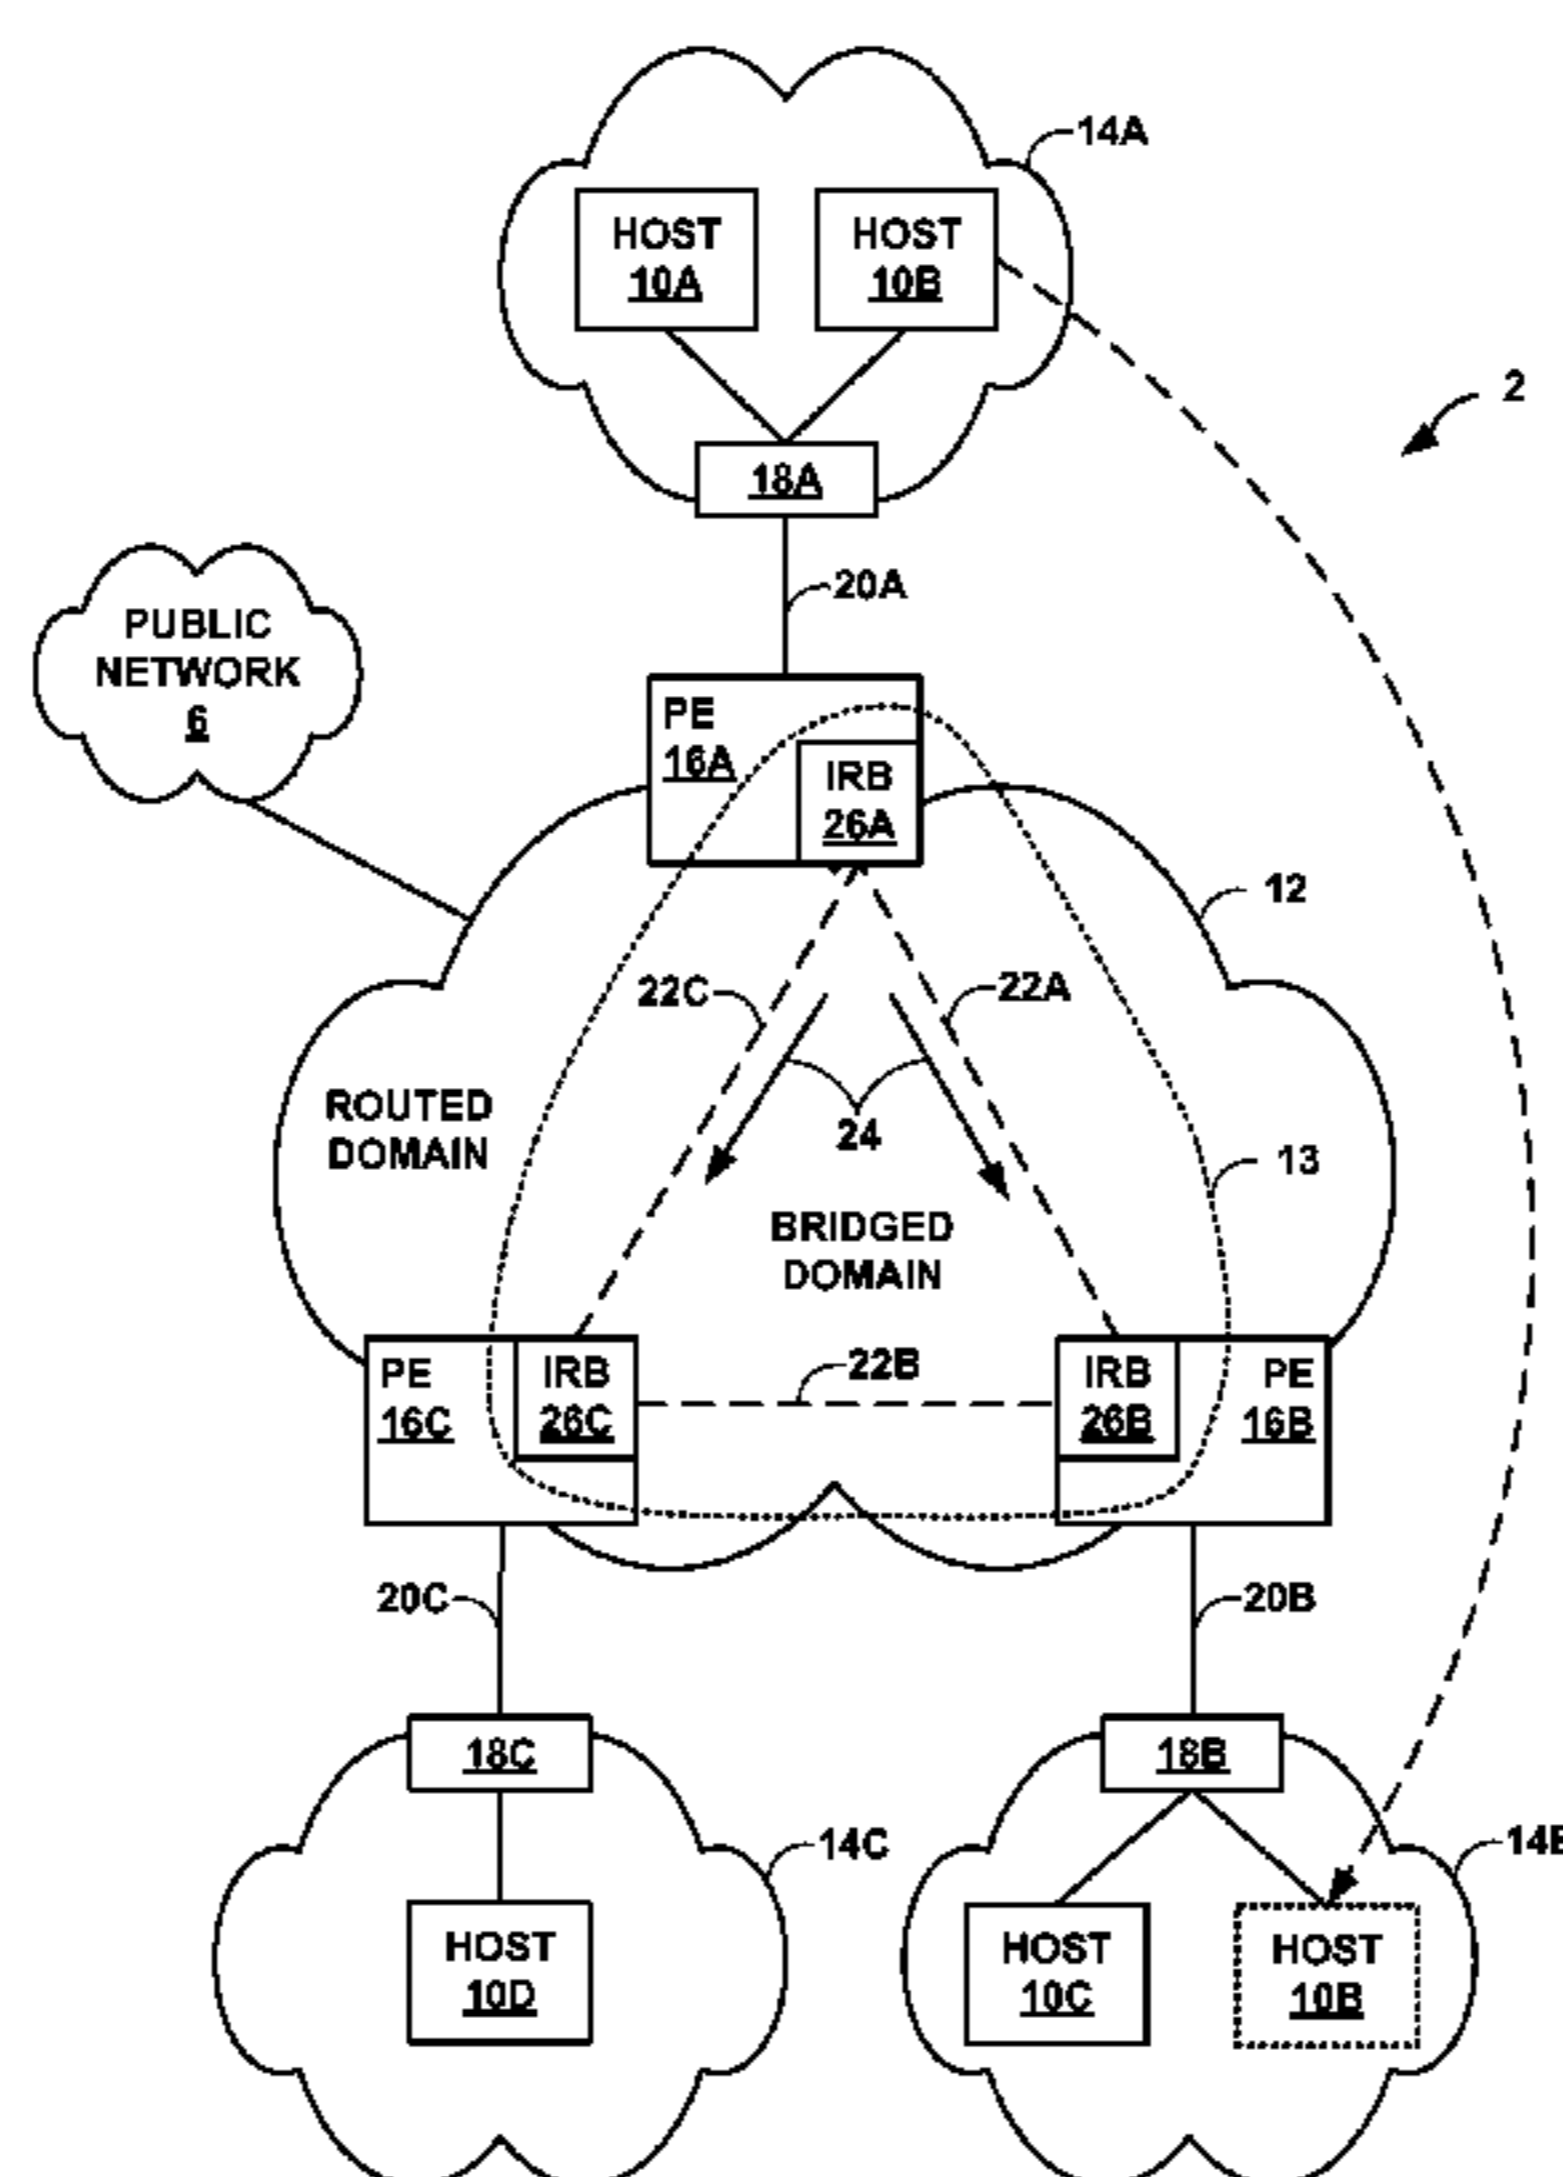 14A
HOST
10A
HOST
10B
2
18A
20A
PUBLIC
NETWORK
6
PE
16A
IRB
26A
12
22C
22A
ROUTED
DOMAIN
24
13
BRIDGED
DOMAIN
PE
16C
IRB
26C
22B
IRB
26B
PE
16B
20C
20B
18C
18B
14C
14B
HOST
10D
HOST
10C
HOST
10B